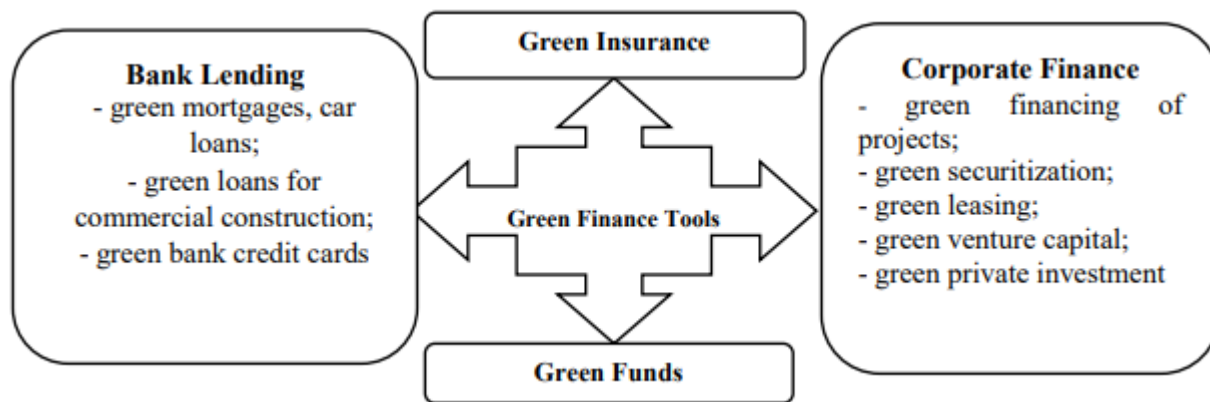 Green Insurance
Bank Lending
- green mortgages, car
loans;
- green loans for
commercial construction;
- green bank credit cards
Green Finance Tools
Corporate Finance
- green financing of
projects;
- green securitization;
- green leasing;
- green venture capital;
- green private investment
Green Funds